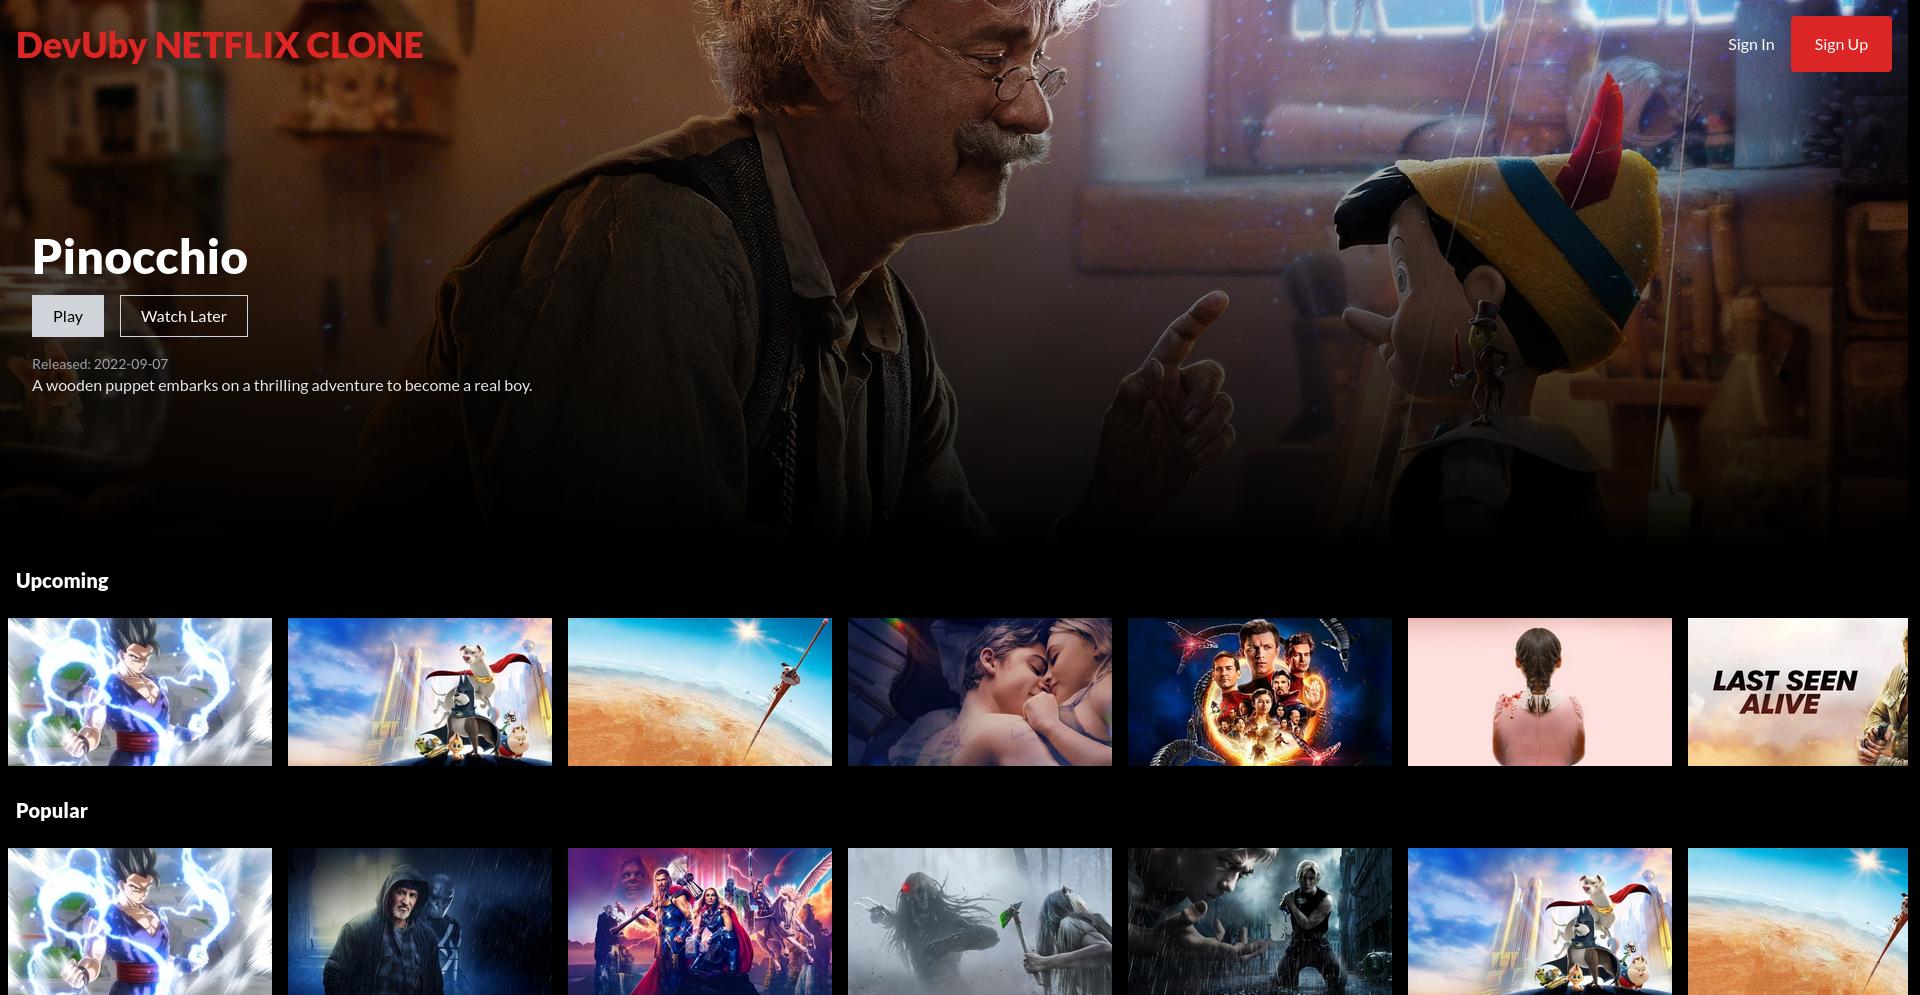 DevUby NETFLIX CLONE
Sign In
Sign Up
Pinocchio
Play
Watch Later
Released: 2022-09-07
A wooden puppet embarks on a thrilling adventure to become a real boy.
Upcoming
LAST SEEN
ALIVE
Popular